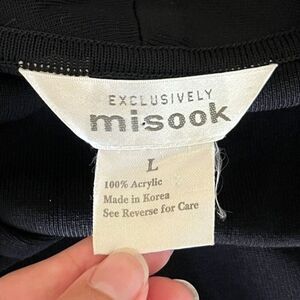 EXCLUSIVELY
misook
L
100% Acrylic
Made in Korea
See Reverse for Care